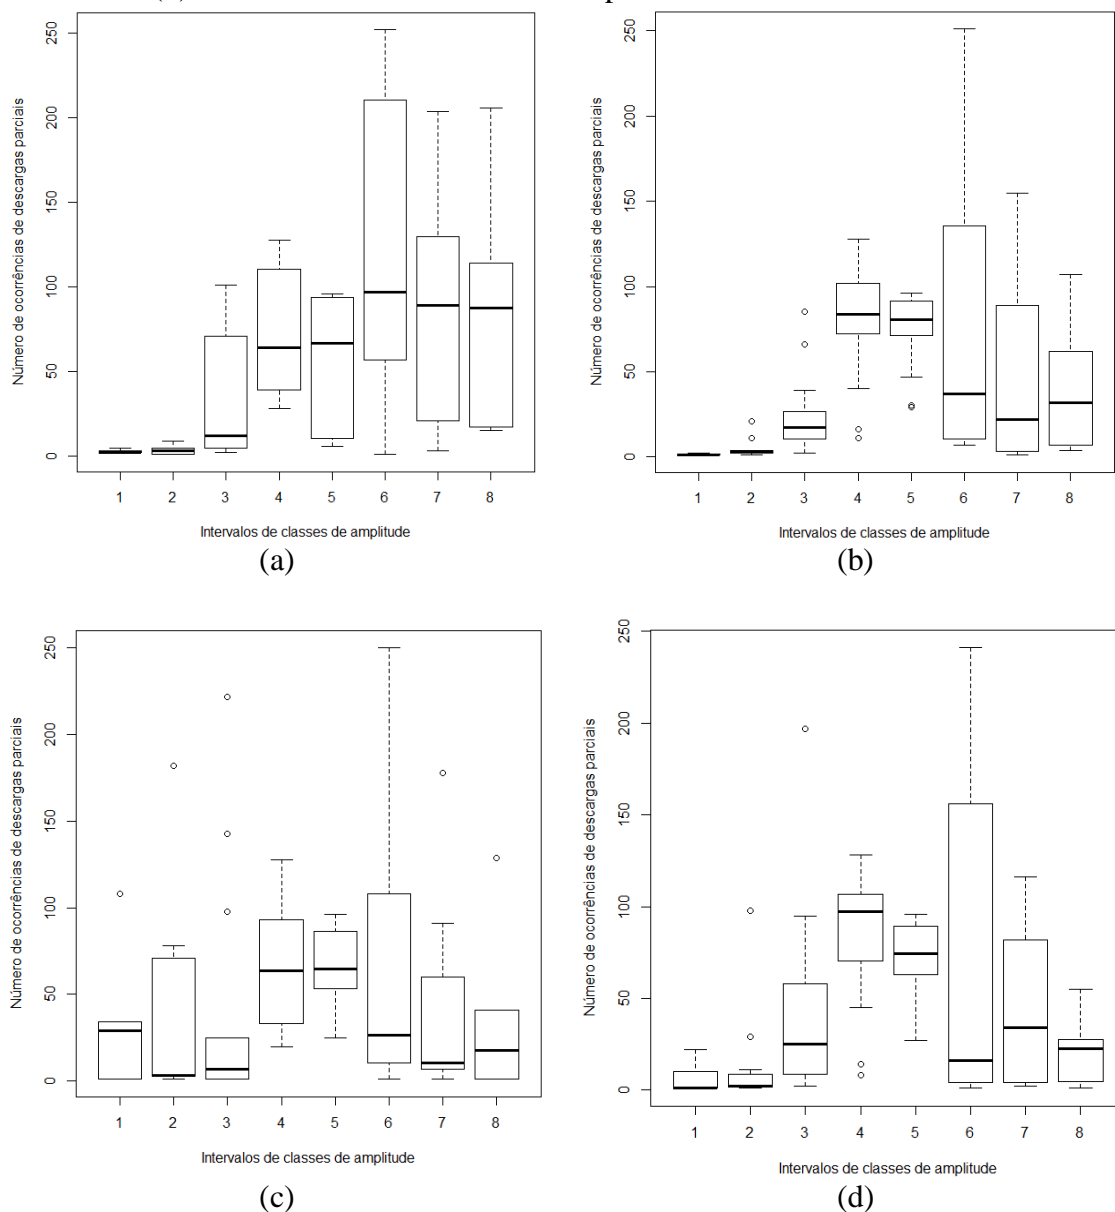 Número de ocorrências de descargas parciais
250
200
150
100
50
0
1 2 3 4 5 6 7 8
Intervalos de classes de amplitude
(a)
Número de ocorrências de descargas parciais
250
200
150
100
50
0
1 2 3 4 5 6 7 8
Intervalos de classes de amplitude
(b)
Número de ocorrências de descargas parciais
250
200
150
100
50
0
1 2 3 4 5 6 7 8
Intervalos de classes de amplitude
(c)
Número de ocorrências de descargas parciais
250
200
150
100
50
0
1 2 3 4 5 6 7 8
Intervalos de classes de amplitude
(d)